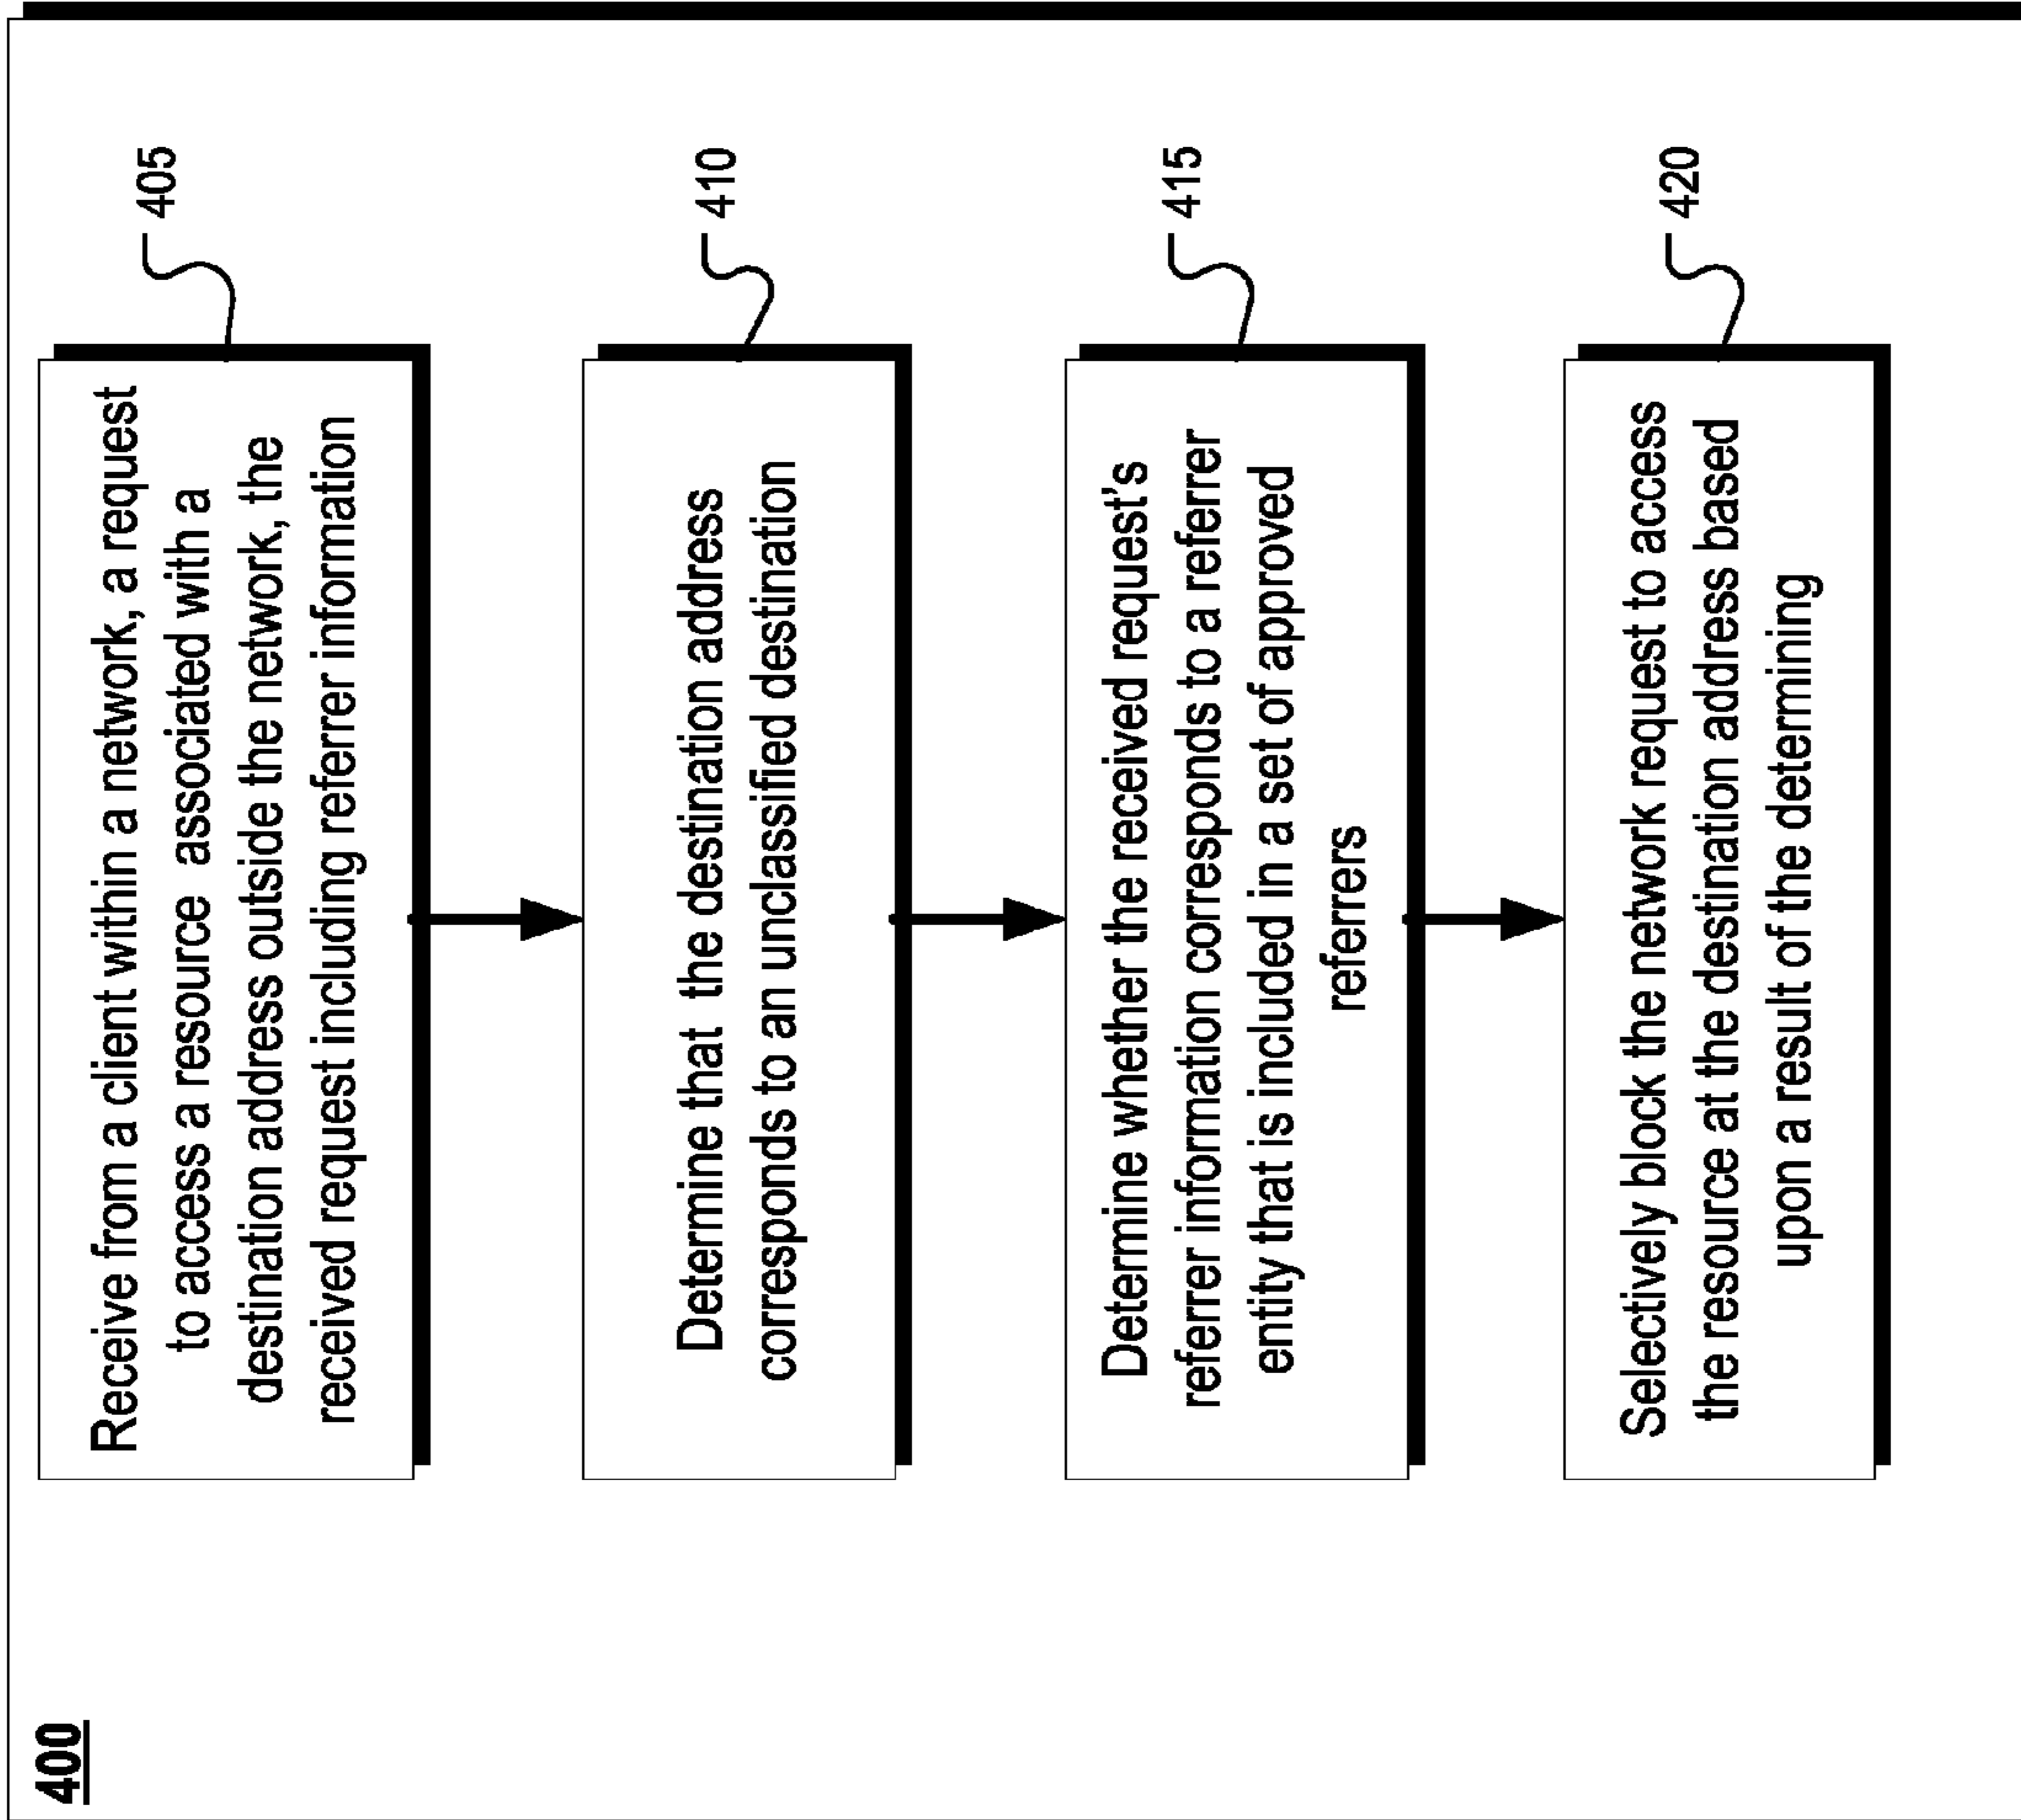 400
Receive from a client within a network, a request
to access a resource associated with a
destination address outside the network, the
received request including referrer information
405
Determine that the destination address
corresponds to an unclassified destination
410
Determine whether the received request's
referrer information corresponds to a referrer
entity that is included in a set of approved
referrers
415
Selectively block the network request to access
the resource at the destination address based
upon a result of the determining
420